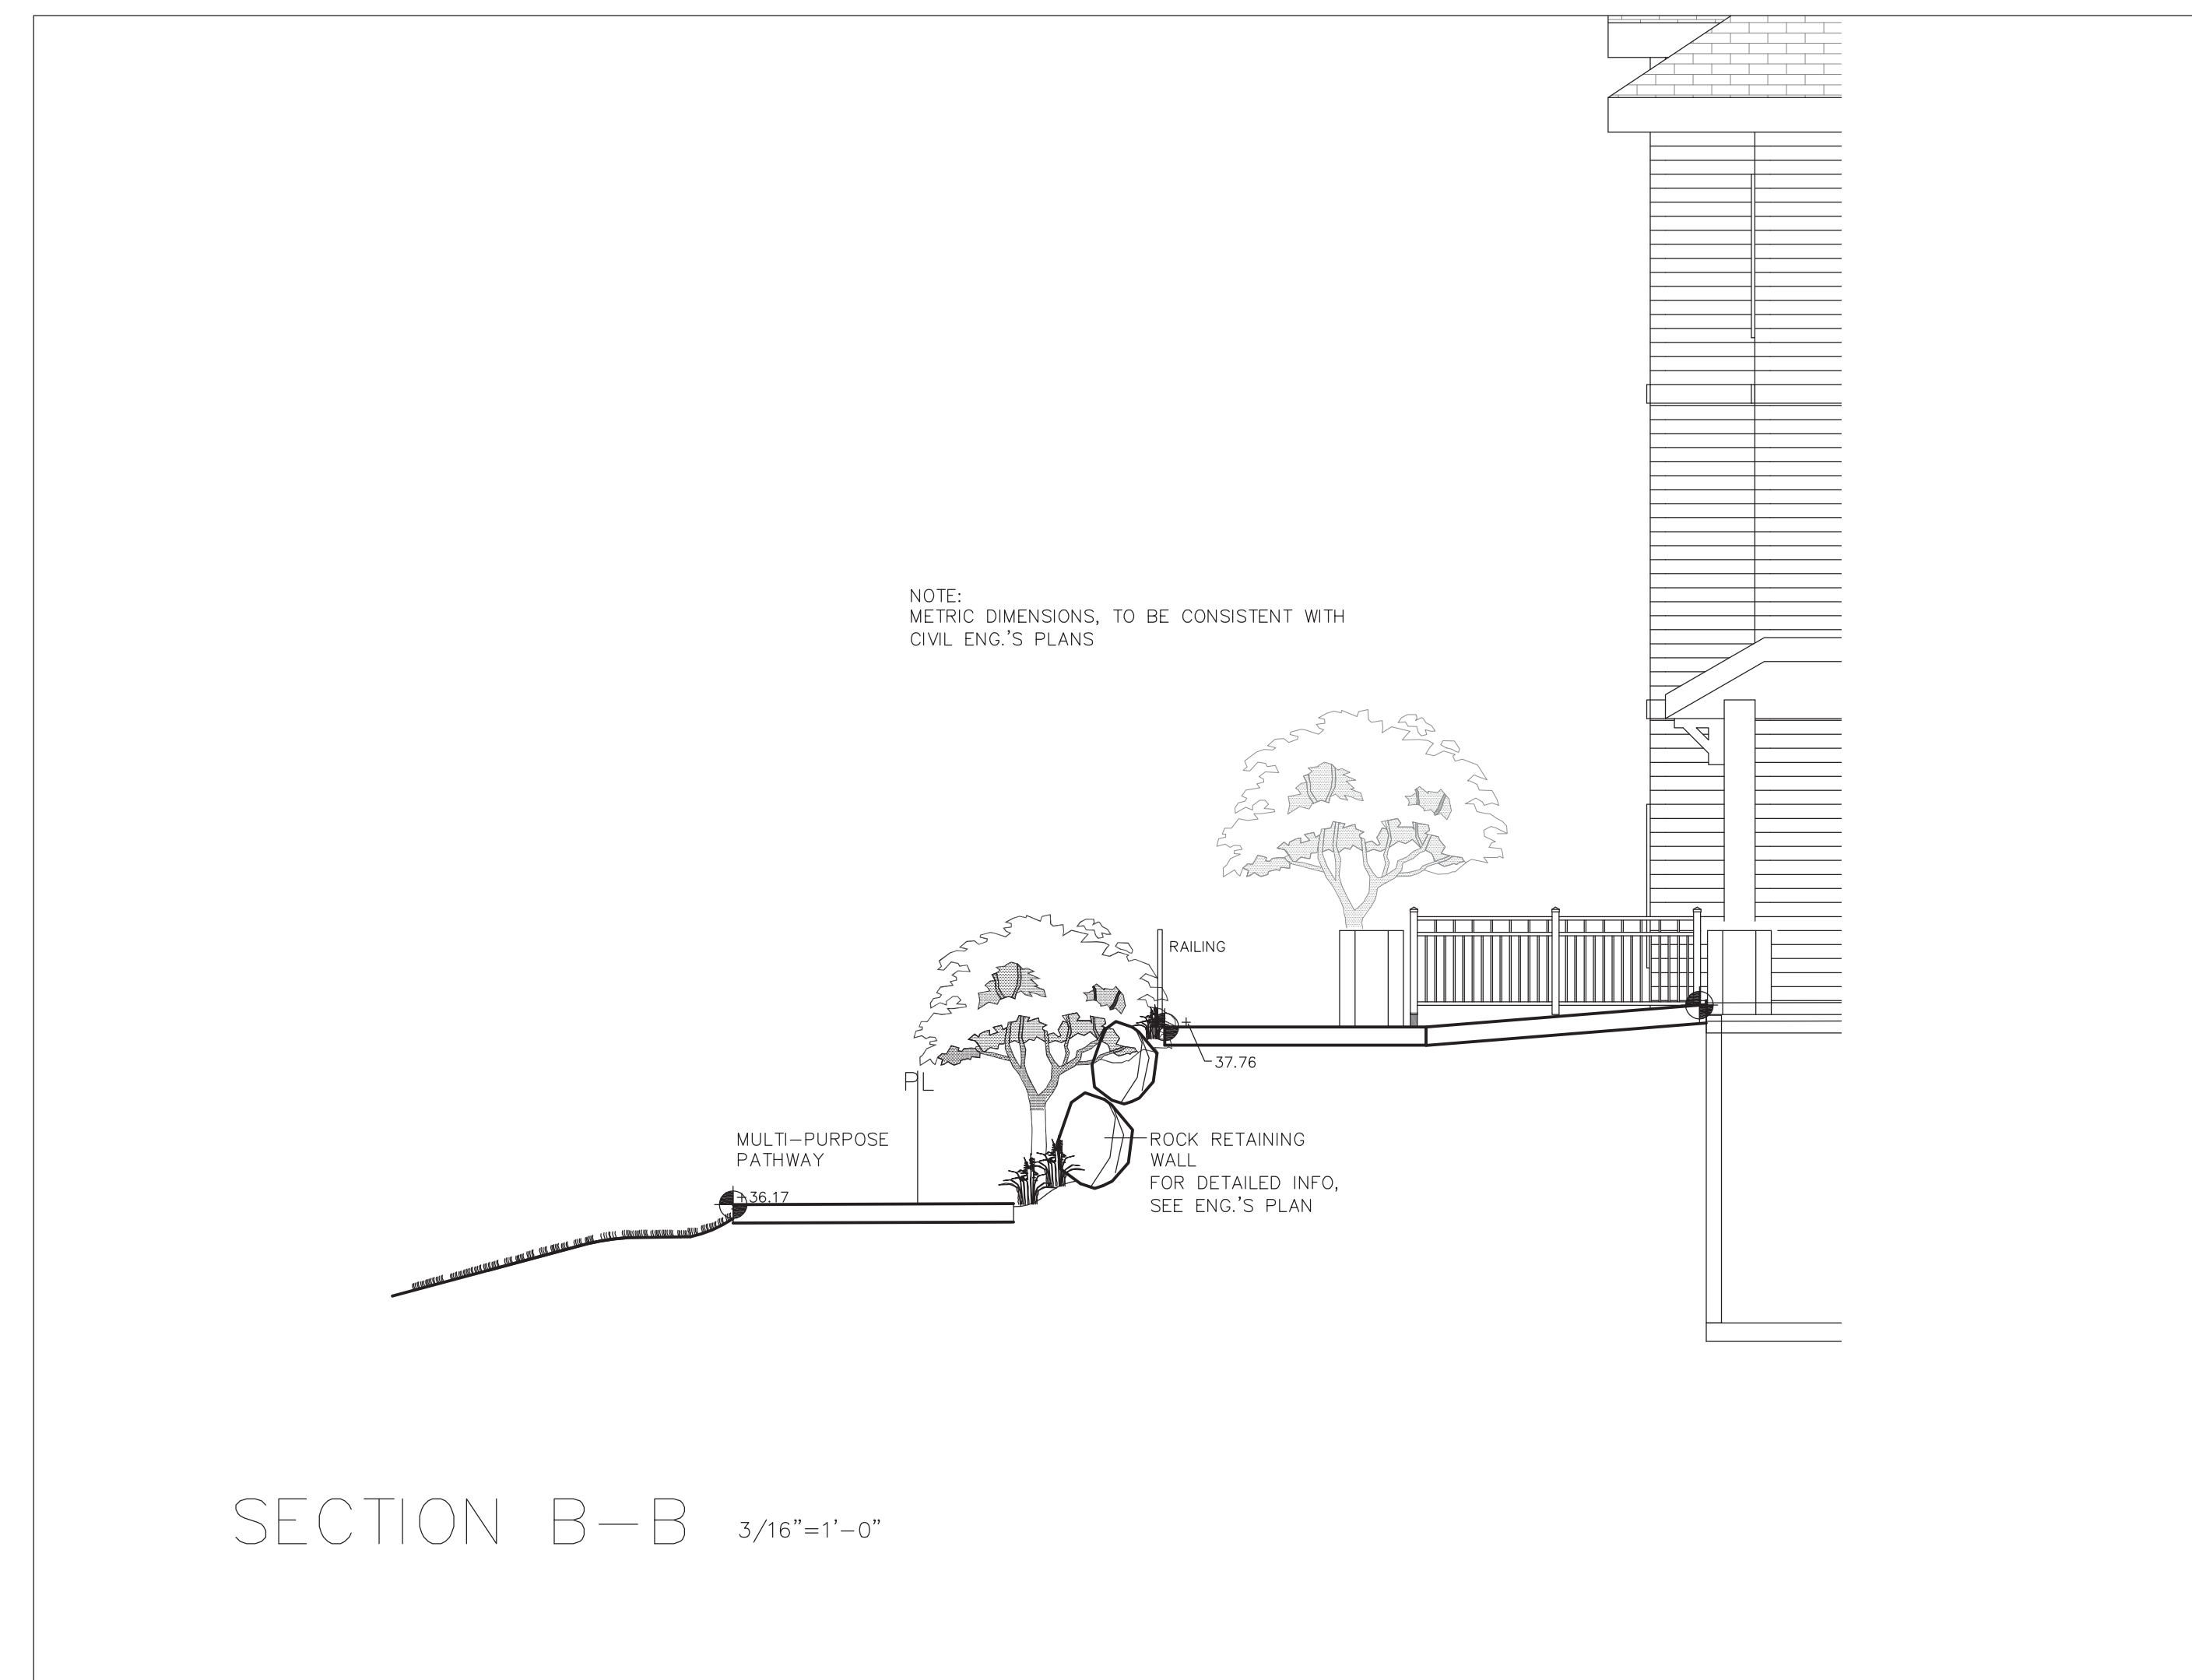 NOTE:
METRIC DIMENSIONS, TO BE CONSISTENT WITH
CIVIL ENG.'S PLANS
RAILING
37.76
PL
MULTI-PURPOSE
PATHWAY
+36.17
ROCK RETAINING
WALL
FOR DETAILED INFO,
SEE ENG.'S PLAN
SECTION B-B 3/16"=1'-0"